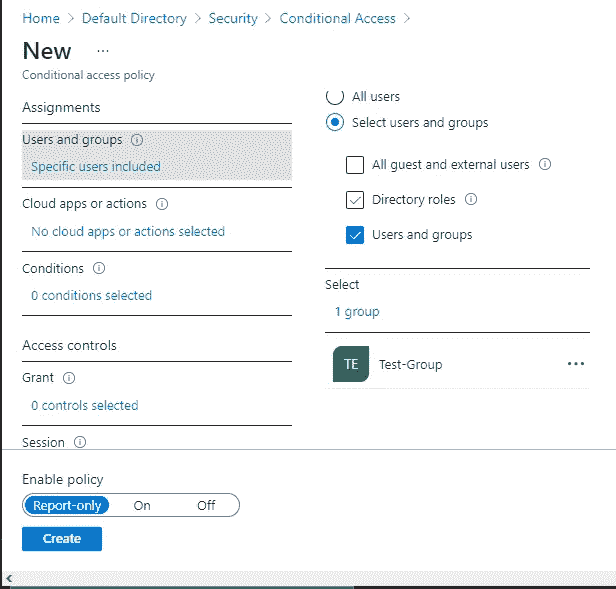 Home > Default Directory > Security > Conditional Access >
New ...
Conditional access policy
Assignments
Users and groups
Specific users included
Cloud apps or actions
No cloud apps or actions selected
Conditions
0 conditions selected
Access controls
Grant
0 controls selected
Session
All users
Select users and groups
All guest and external users
Directory roles
Users and groups
Select
1 group
TE Test-Group
Enable policy
Report-only On Off
Create